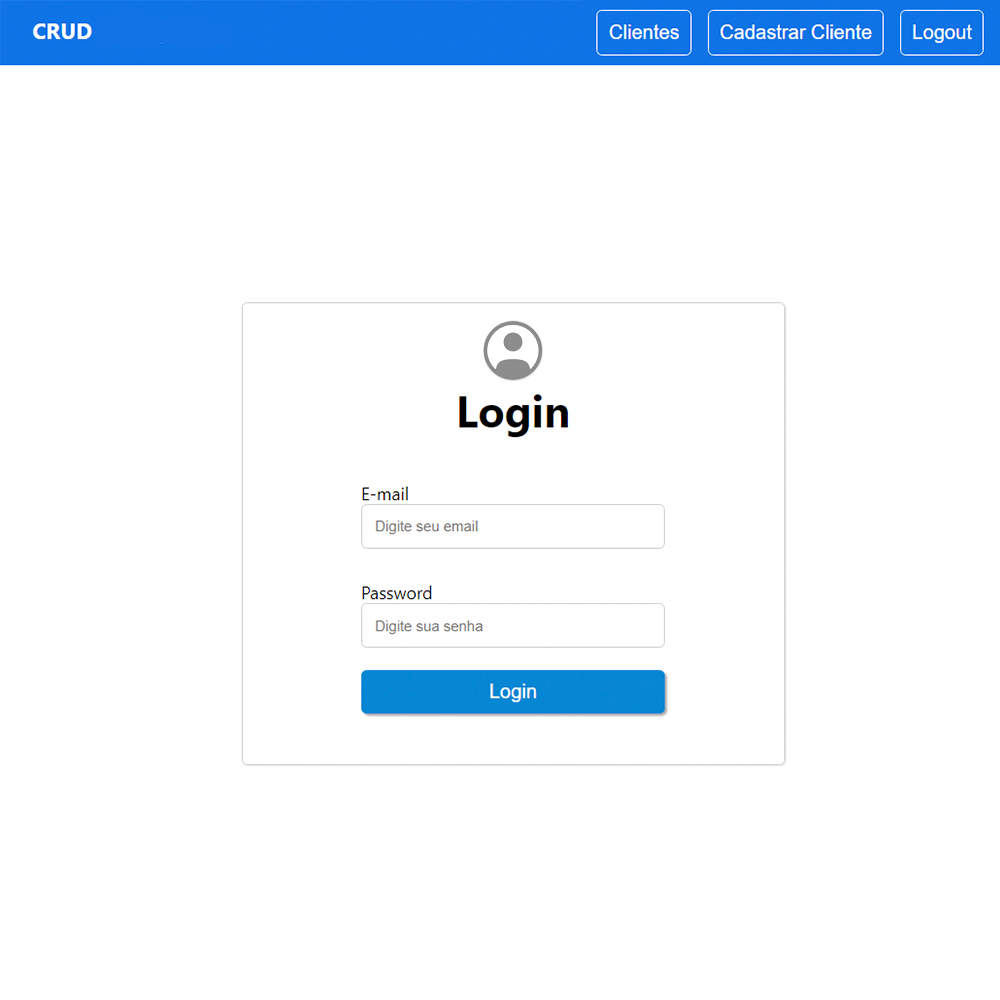 CRUD
Clientes
Cadastrar Cliente
Logout
Login
E-mail
Digite seu email
Password
Digite sua senha
Login